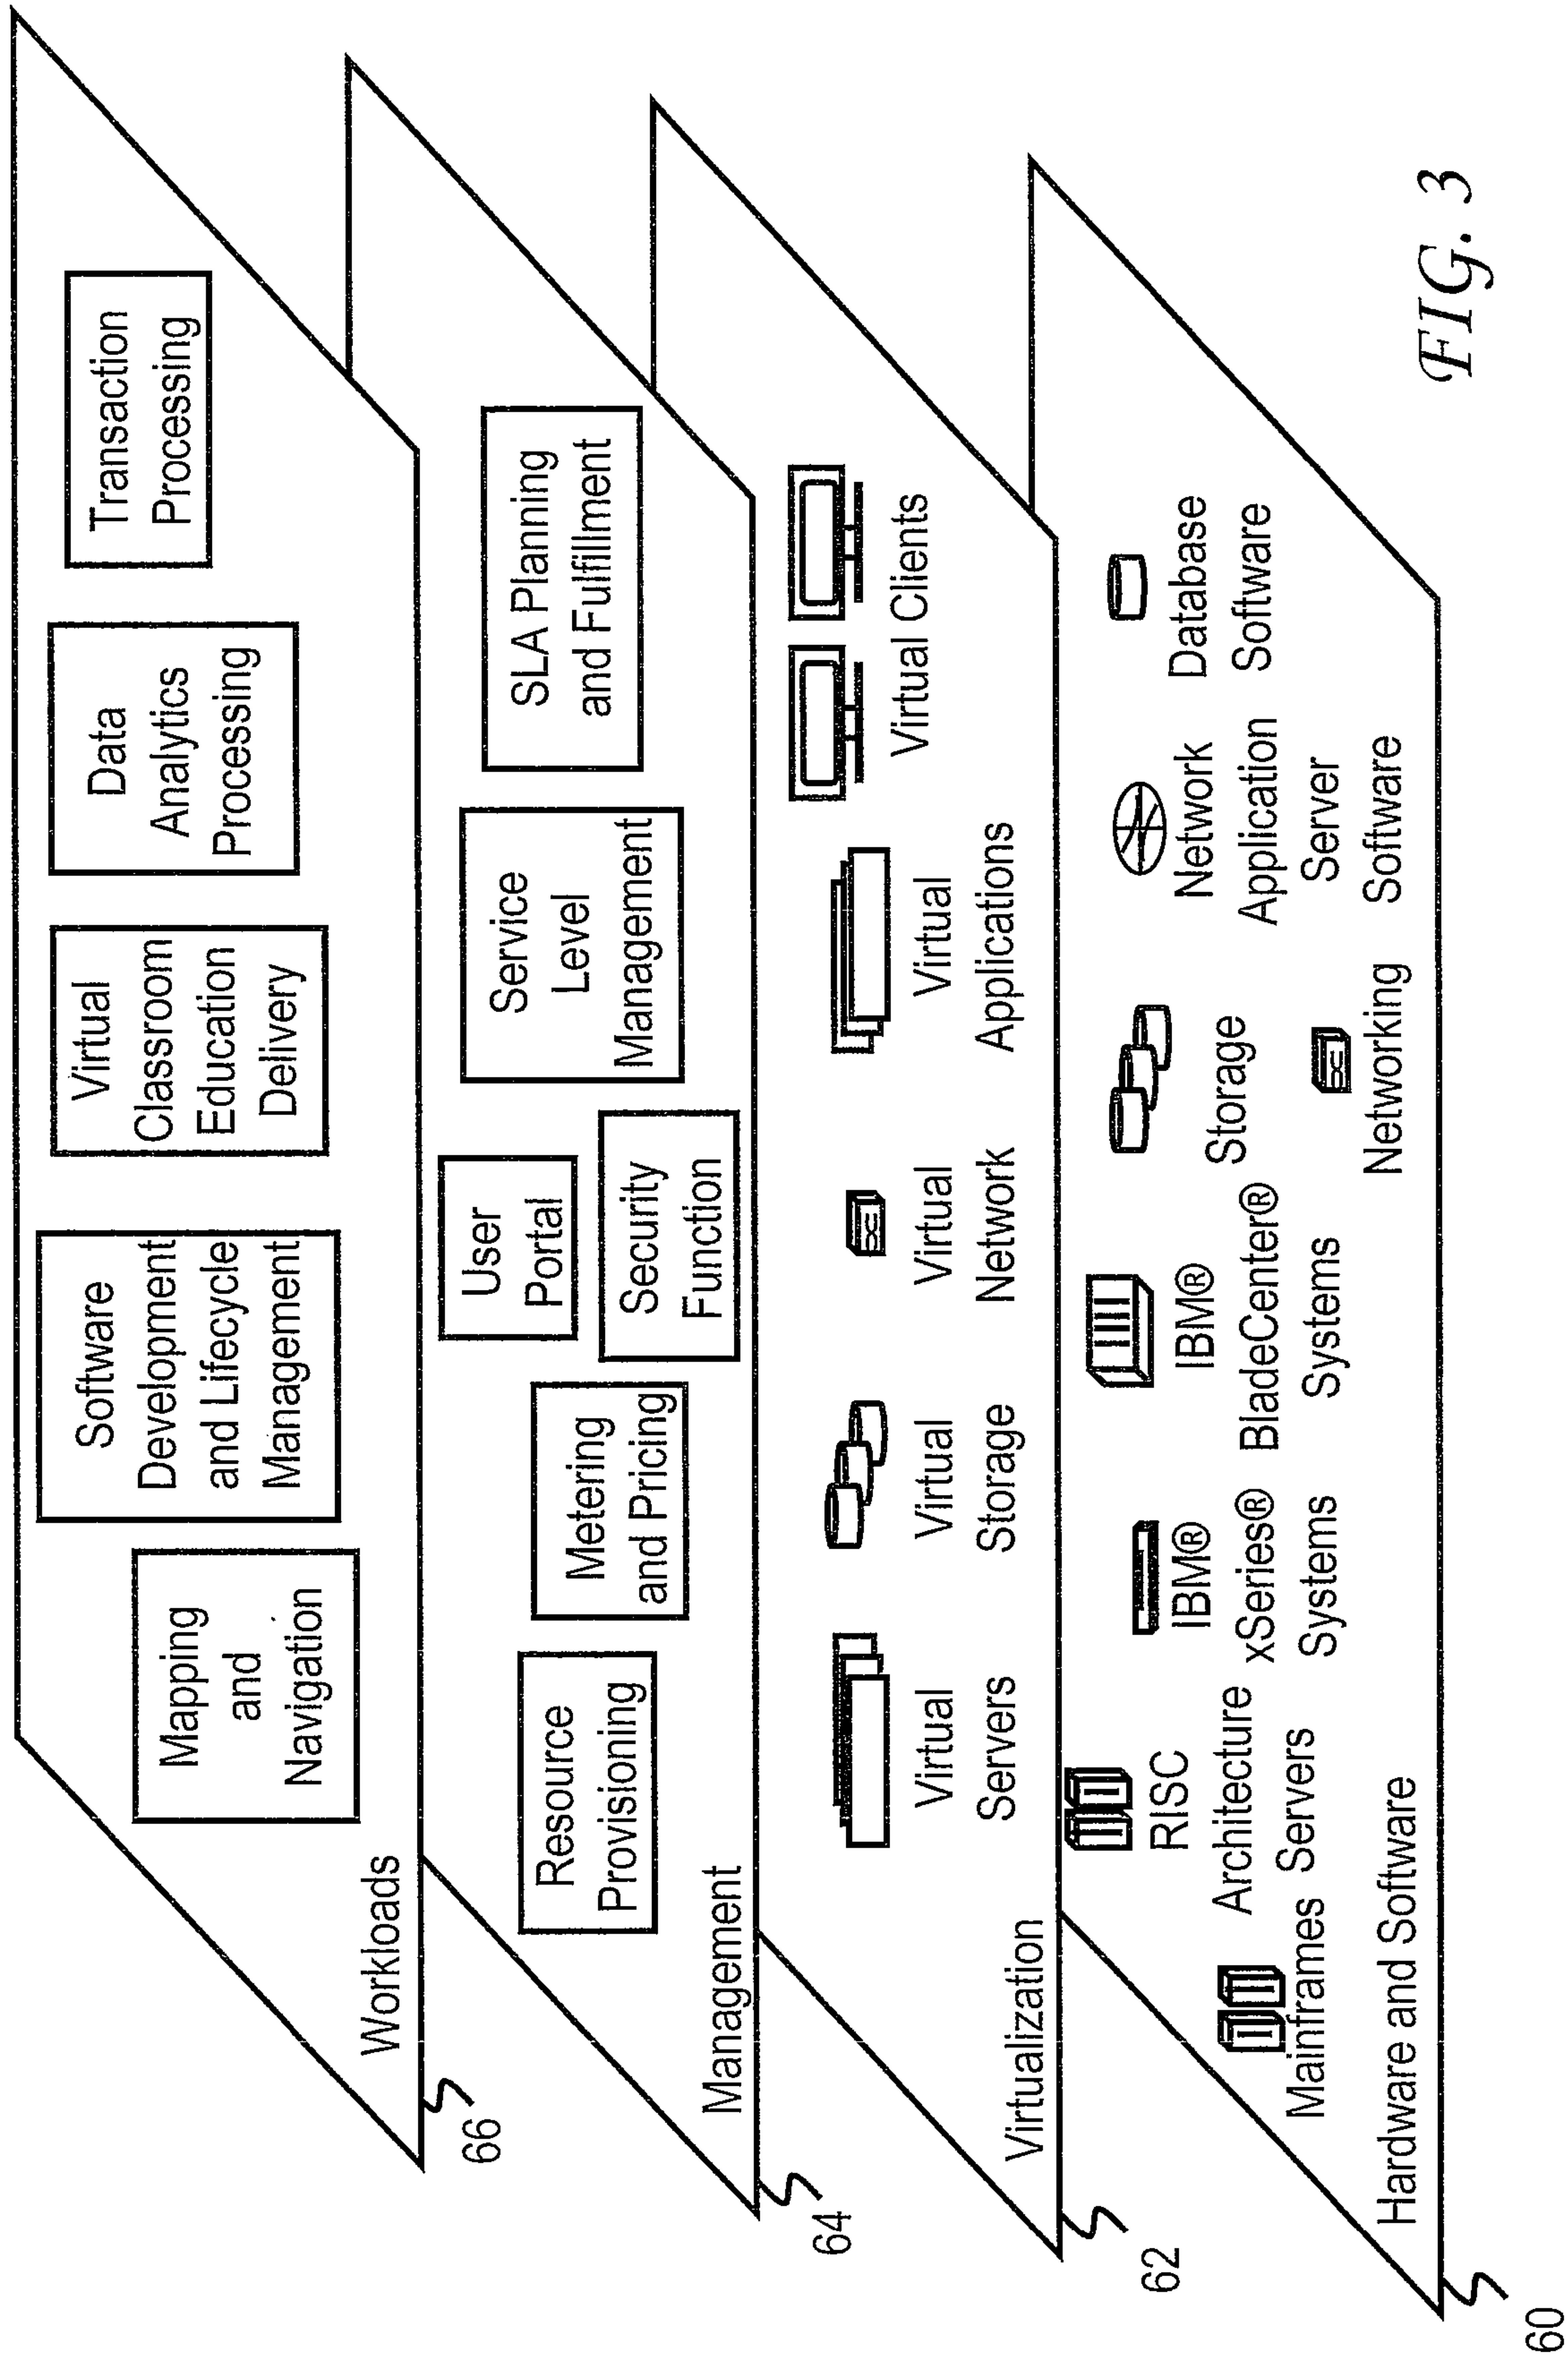 Mapping
and
Navigation
Software
Development
and Lifecycle
Management
Virtual
Classroom
Education
Delivery
Data
Analytics
Processing
Transaction
Processing
Workloads
66
Resource
Provisioning
Metering
and Pricing
User
Portal
Security
Function
Service
Level
Management
SLA Planning
and Fulfillment
Management
64
Virtual
Servers
Virtual
Storage
Virtual
Network
Virtual
Applications
Virtual Clients
Virtualization
62
Mainframes
RISC
Architecture
Servers
IBM®
xSeries®
Systems
IBM®
BladeCenter®
Systems
Storage
Networking
Network
Application
Server
Software
Database
Software
Hardware and Software
60
FIG. 3